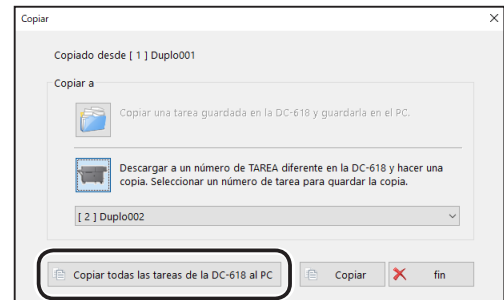 Copiar
Copiado desde [ 1 ] Duplo001
Copiar a
Copiar una tarea guardada en la DC-618 y guardarla en el PC.
Descargar a un número de TAREA diferente en la DC-618 y hacer una
copia. Seleccionar un número de tarea para guardar la copia.
[ 2 ] Duplo002
Copiar todas las tareas de la DC-618 al PC
Copiar
fin